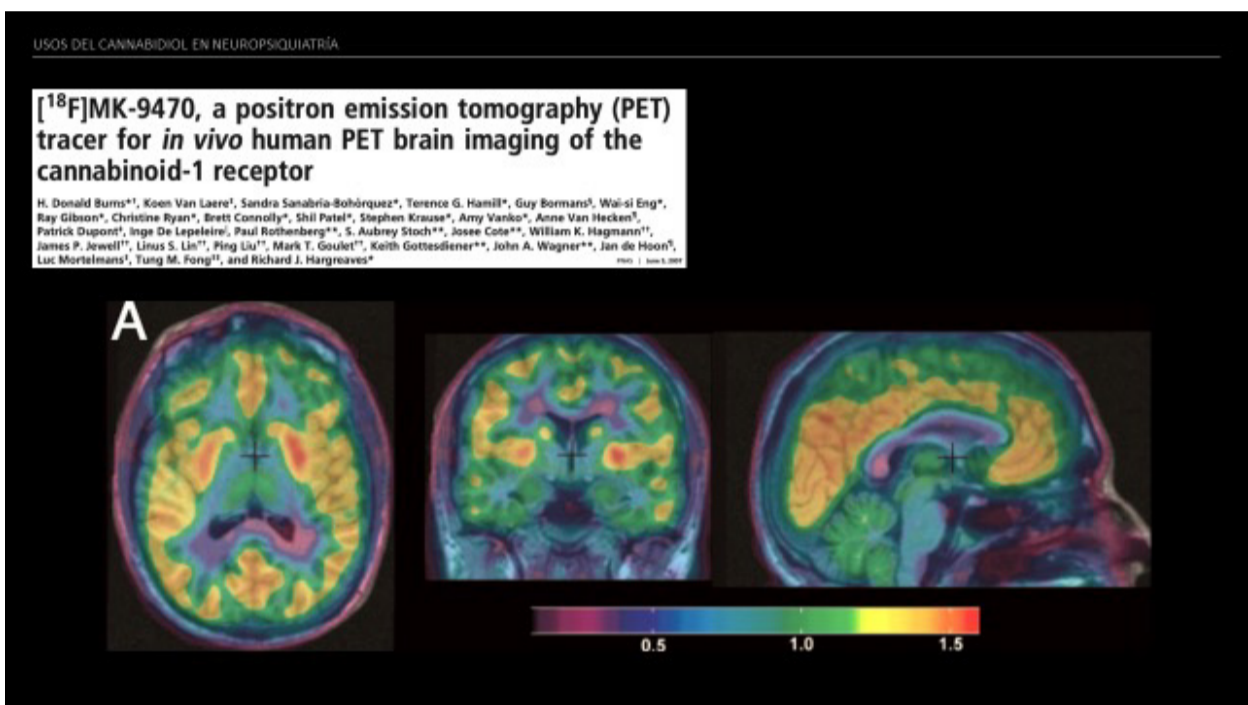 USOS DEL CANNABIDIOL EN NEUROPSIQUIATRÍA
[¹⁸F]MK-9470, a positron emission tomography (PET)
tracer for in vivo human PET brain imaging of the
cannabinoid-1 receptor
H. Donald Burns*†, Koen Van Laere‡, Sandra Sanabria-Bohórquez*, Terence G. Hamill*, Guy Bormans§, Wai-si Eng*,
Ray Gibson*, Christine Ryan*, Brett Connolly*, Shil Patel*, Stephen Krause*, Amy Vanko*, Anne Van Hecken¶,
Patrick Dupont‡, Inge De Lepeleire, Paul Rothenberg**, S. Aubrey Stoch**, Josee Cote**, William K. Hagmann††,
James P. Jewell††, Linus S. Lin††, Ping Liu††, Mark T. Goulet††, Keith Gottesdiener**, John A. Wagner**, Jan de Hoon¶,
Luc Mortelmans‡, Tung M. Fong‡‡, and Richard J. Hargreaves*
PNAS | June 5, 2007
A
0.5 1.0 1.5